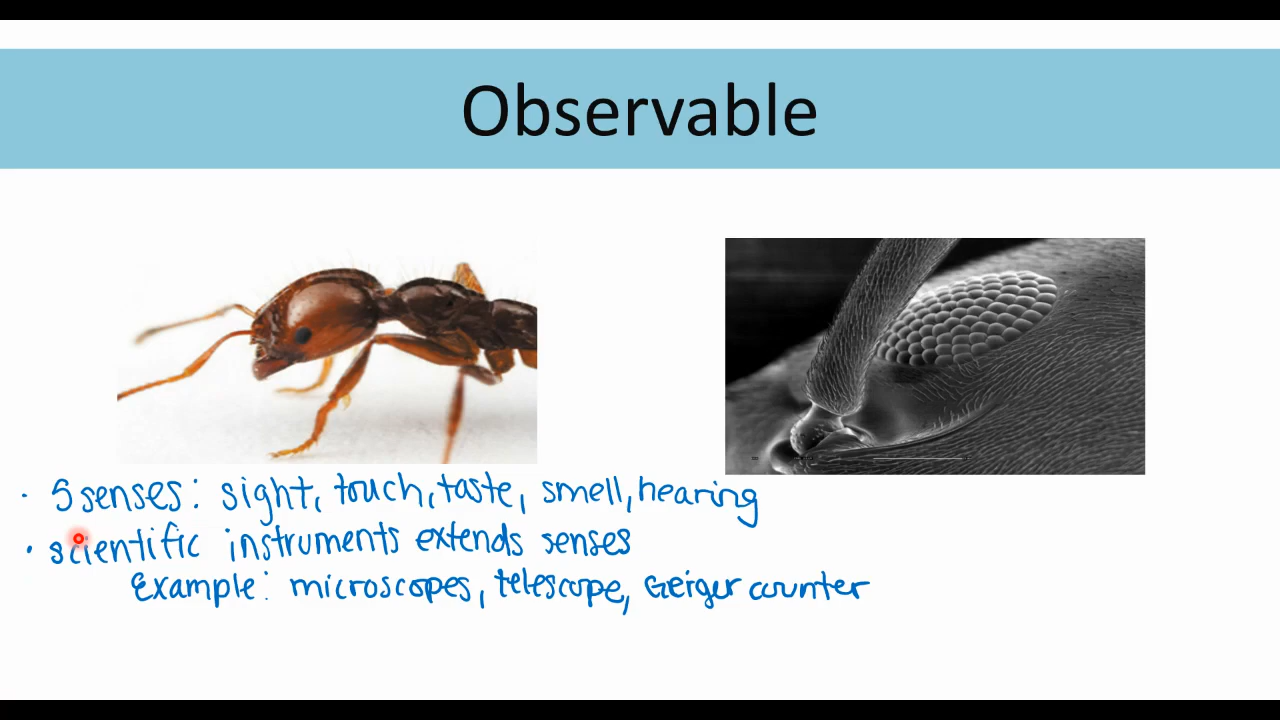 Observable
· 5 senses: sight, touch, taste, smell, hearing
· scientific instruments extends senses
Example: microscopes, telescope, Geiger counter